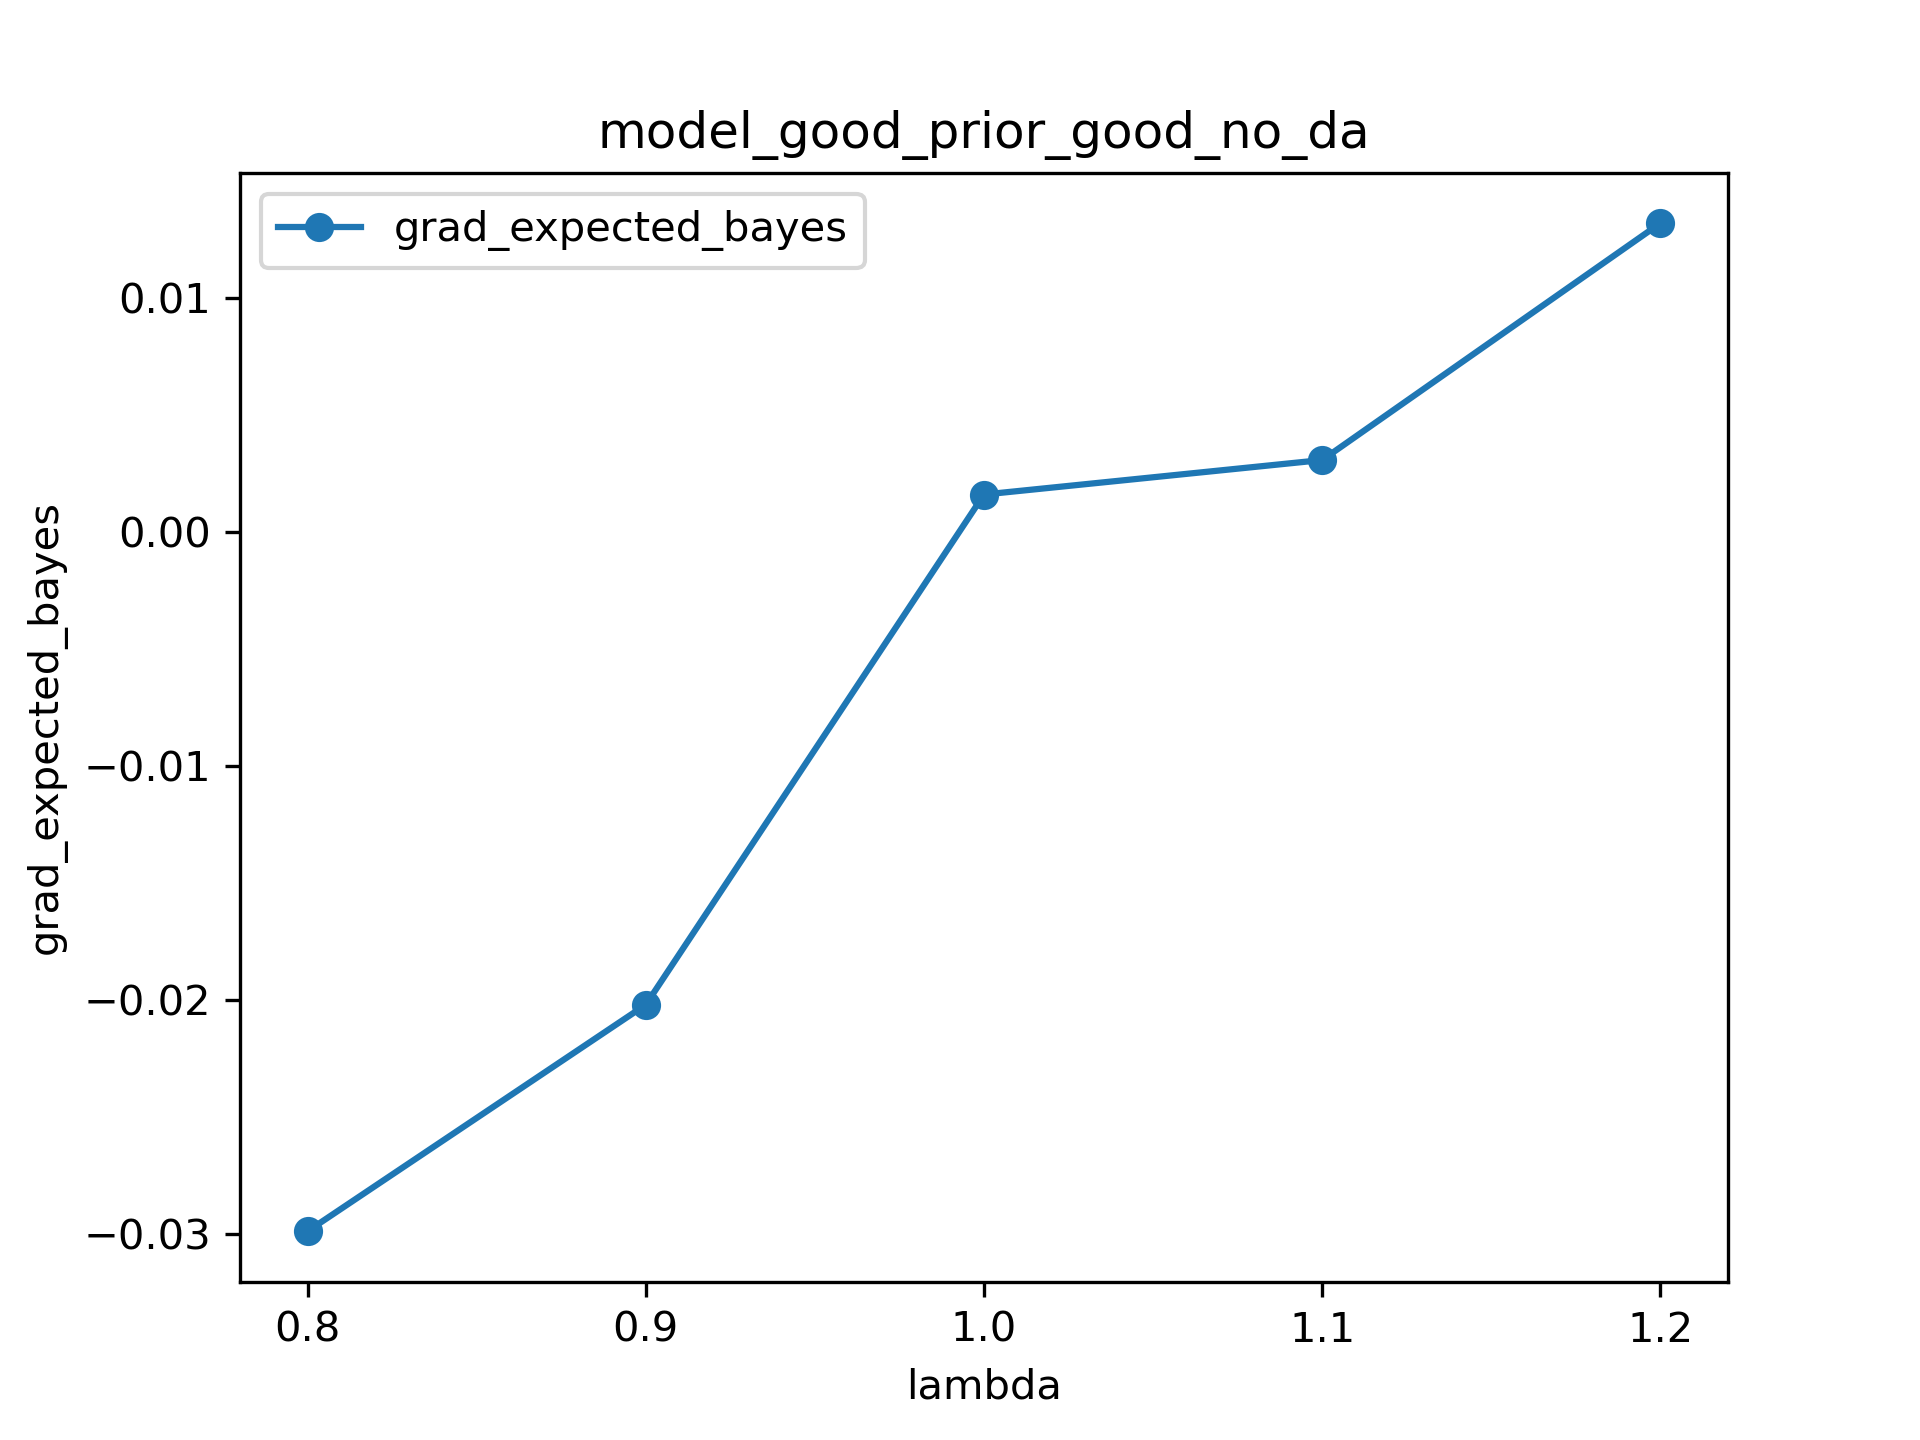 model_good_prior_good_no_da
grad_expected_bayes
0.01
0.00
−0.01
−0.02
−0.03
grad_expected_bayes
0.8 0.9 1.0 1.1 1.2
lambda